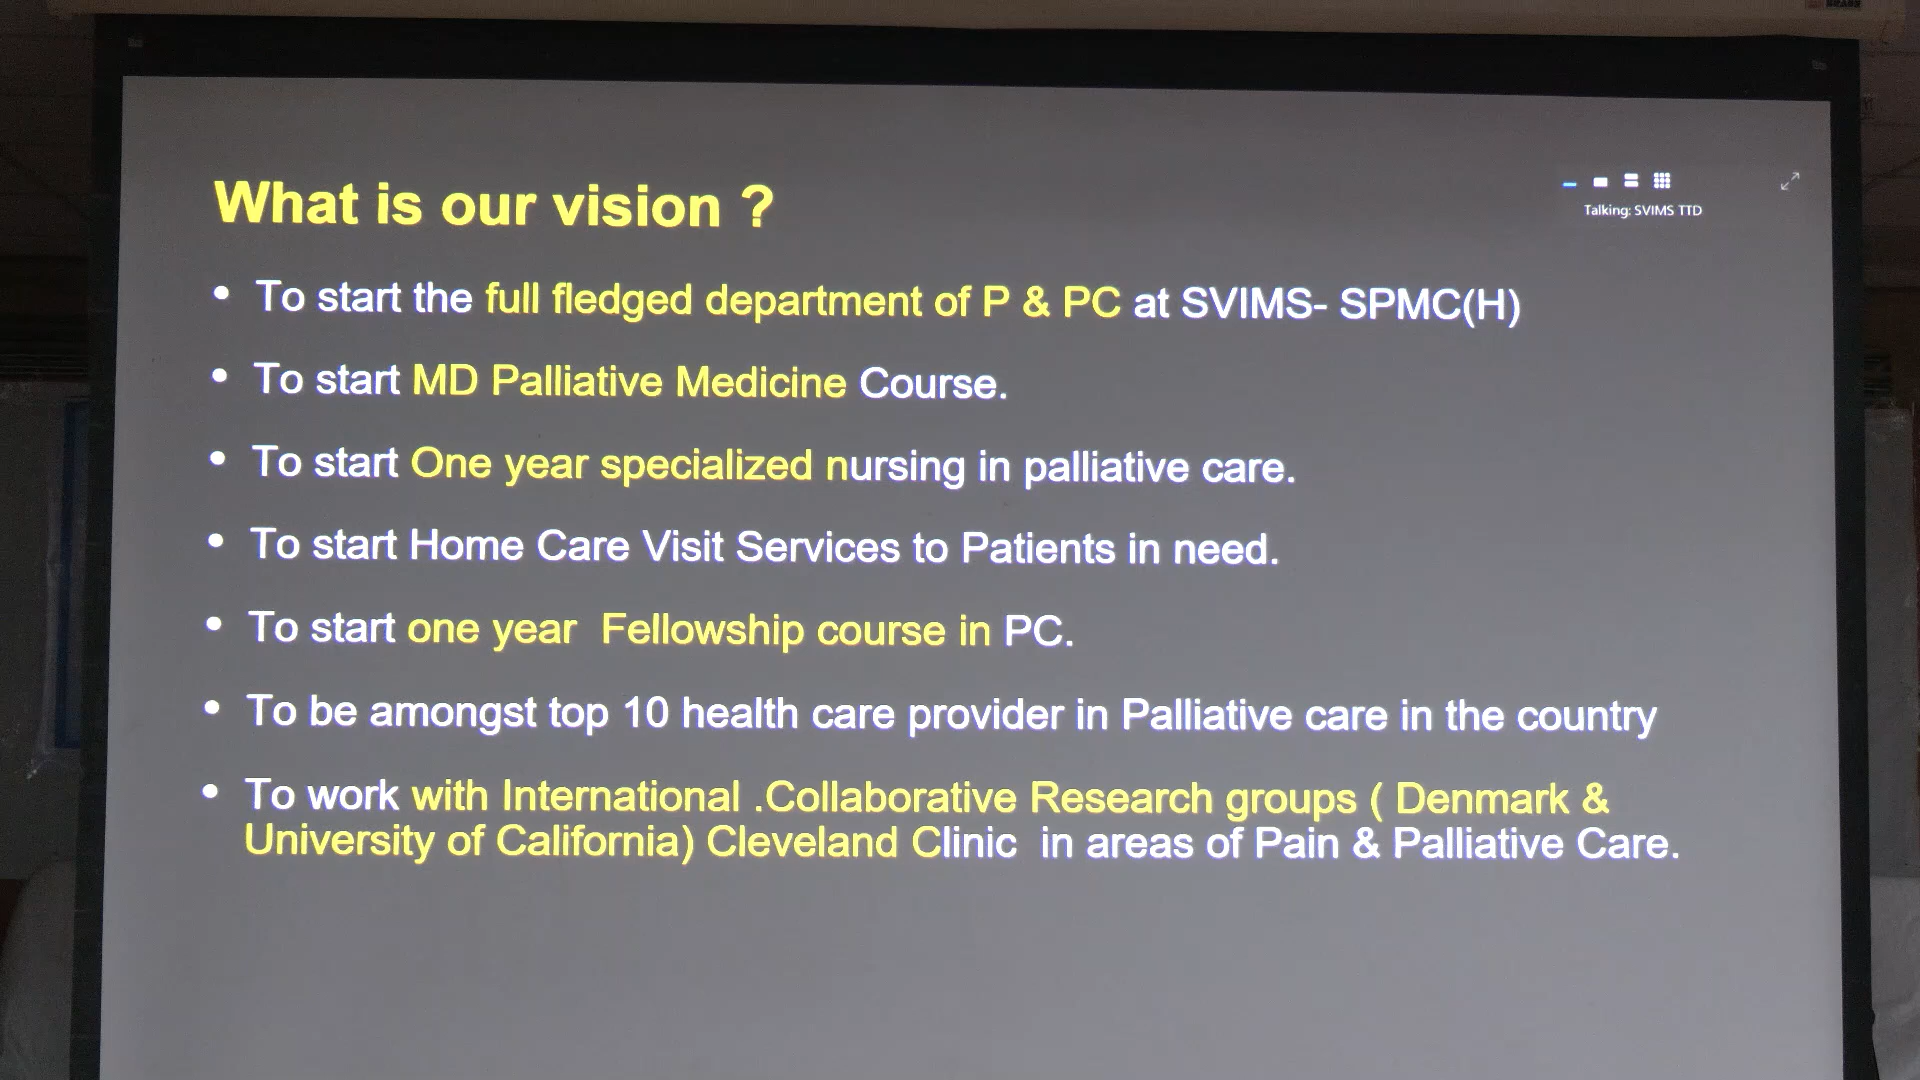 What is our vision ?
Talking: SVIMS TTD
• To start the full fledged department of P & PC at SVIMS- SPMC(H)
• To start MD Palliative Medicine Course.
• To start One year specialized nursing in palliative care.
• To start Home Care Visit Services to Patients in need.
• To start one year  Fellowship course in PC.
• To be amongst top 10 health care provider in Palliative care in the country
• To work with International .Collaborative Research groups ( Denmark &
University of California) Cleveland Clinic  in areas of Pain & Palliative Care.